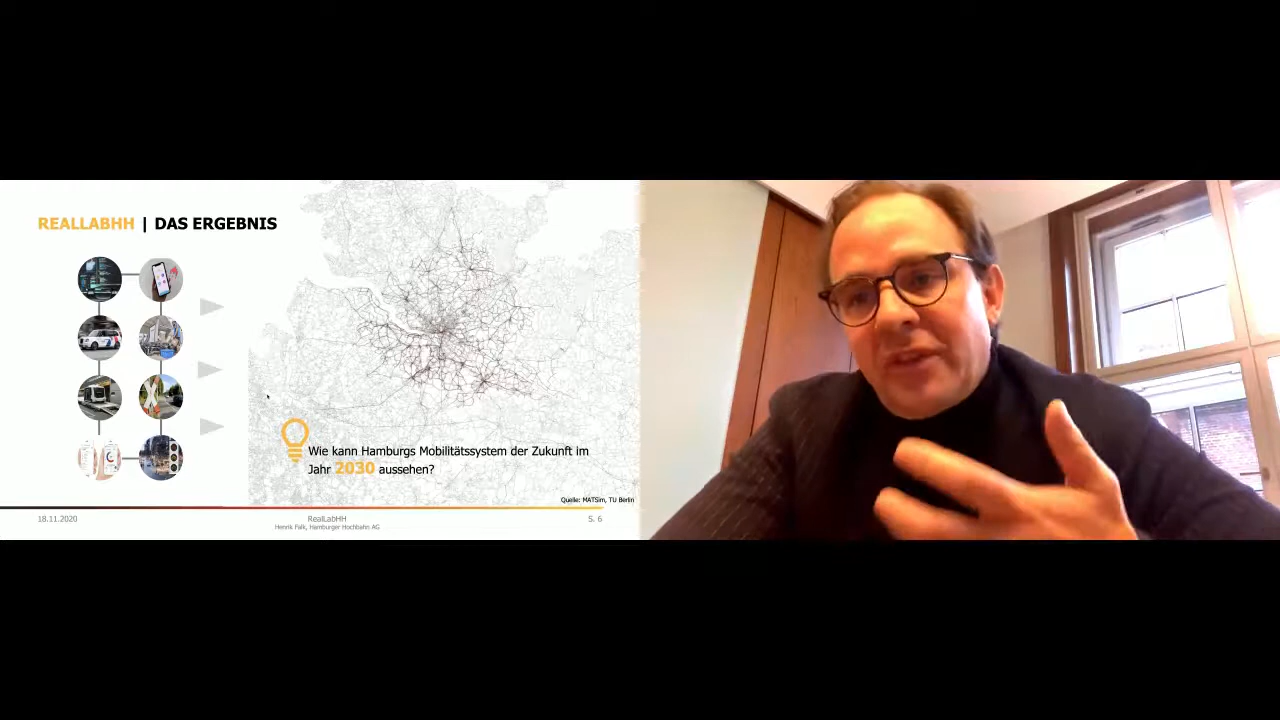 REALLABHH | DAS ERGEBNIS
Wie kann Hamburgs Mobilitätssystem der Zukunft im
Jahr 2030 aussehen?
Quelle: MATSim, TU Berlin
18.11.2020
RealLabHH
S. 6
Henrik Falk, Hamburger Hochbahn AG